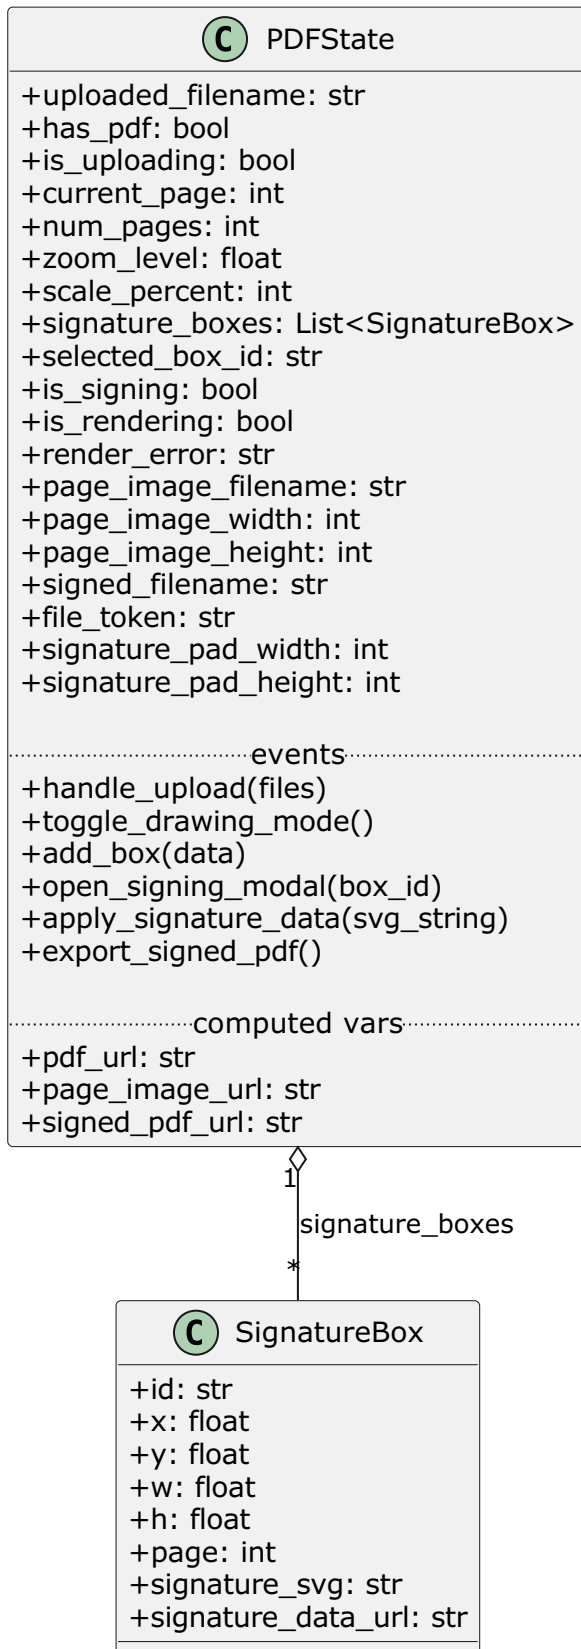 C PDFState
+uploaded_filename: str
+has_pdf: bool
+is_uploading: bool
+current_page: int
+num_pages: int
+zoom_level: float
+scale_percent: int
+signature_boxes: List<SignatureBox>
+selected_box_id: str
+is_signing: bool
+is_rendering: bool
+render_error: str
+page_image_filename: str
+page_image_width: int
+page_image_height: int
+signed_filename: str
+file_token: str
+signature_pad_width: int
+signature_pad_height: int
events
+handle_upload(files)
+toggle_drawing_mode()
+add_box(data)
+open_signing_modal(box_id)
+apply_signature_data(svg_string)
+export_signed_pdf()
computed vars
+pdf_url: str
+page_image_url: str
+signed_pdf_url: str
1
signature_boxes
*
C SignatureBox
+id: str
+x: float
+y: float
+w: float
+h: float
+page: int
+signature_svg: str
+signature_data_url: str